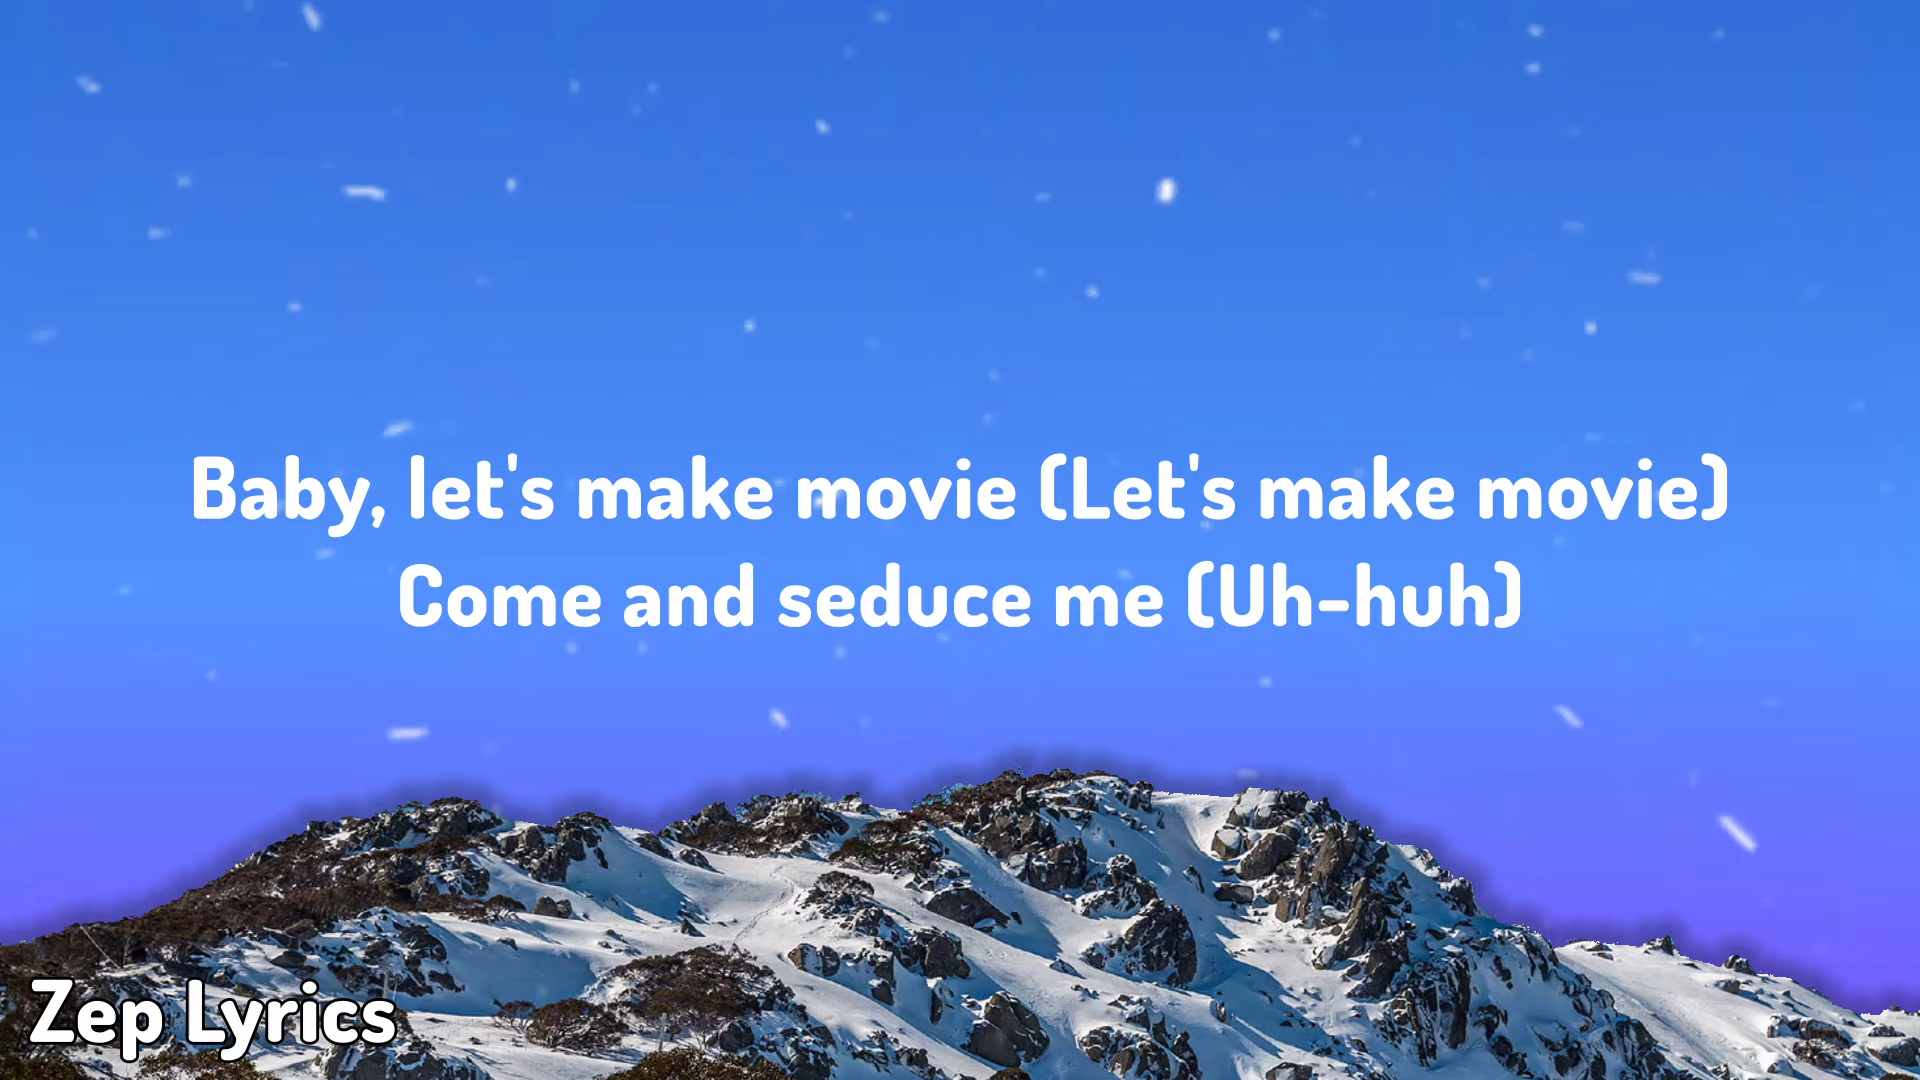 Baby, let's make movie (Let's make movie)
Come and seduce me (Uh-huh)
Zep Lyrics